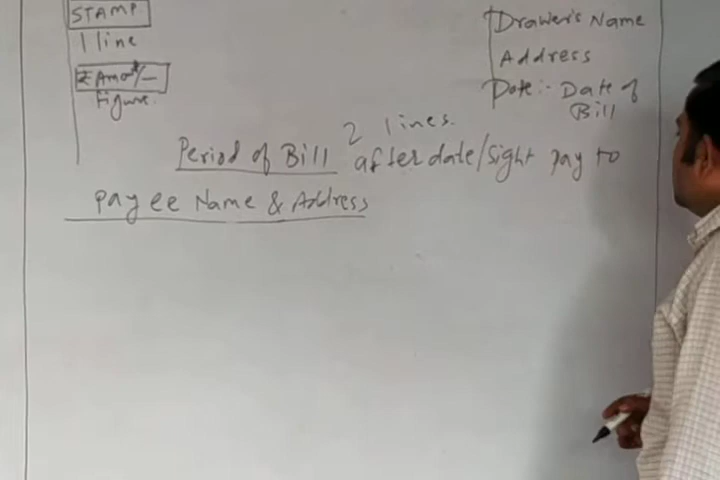 STAMP
1 line
₹ Amot/-
figure.
Drawer's Name
Address
Date:- Date of
Bill
2 lines.
Period of Bill after date/sight pay to
payee Name & Address